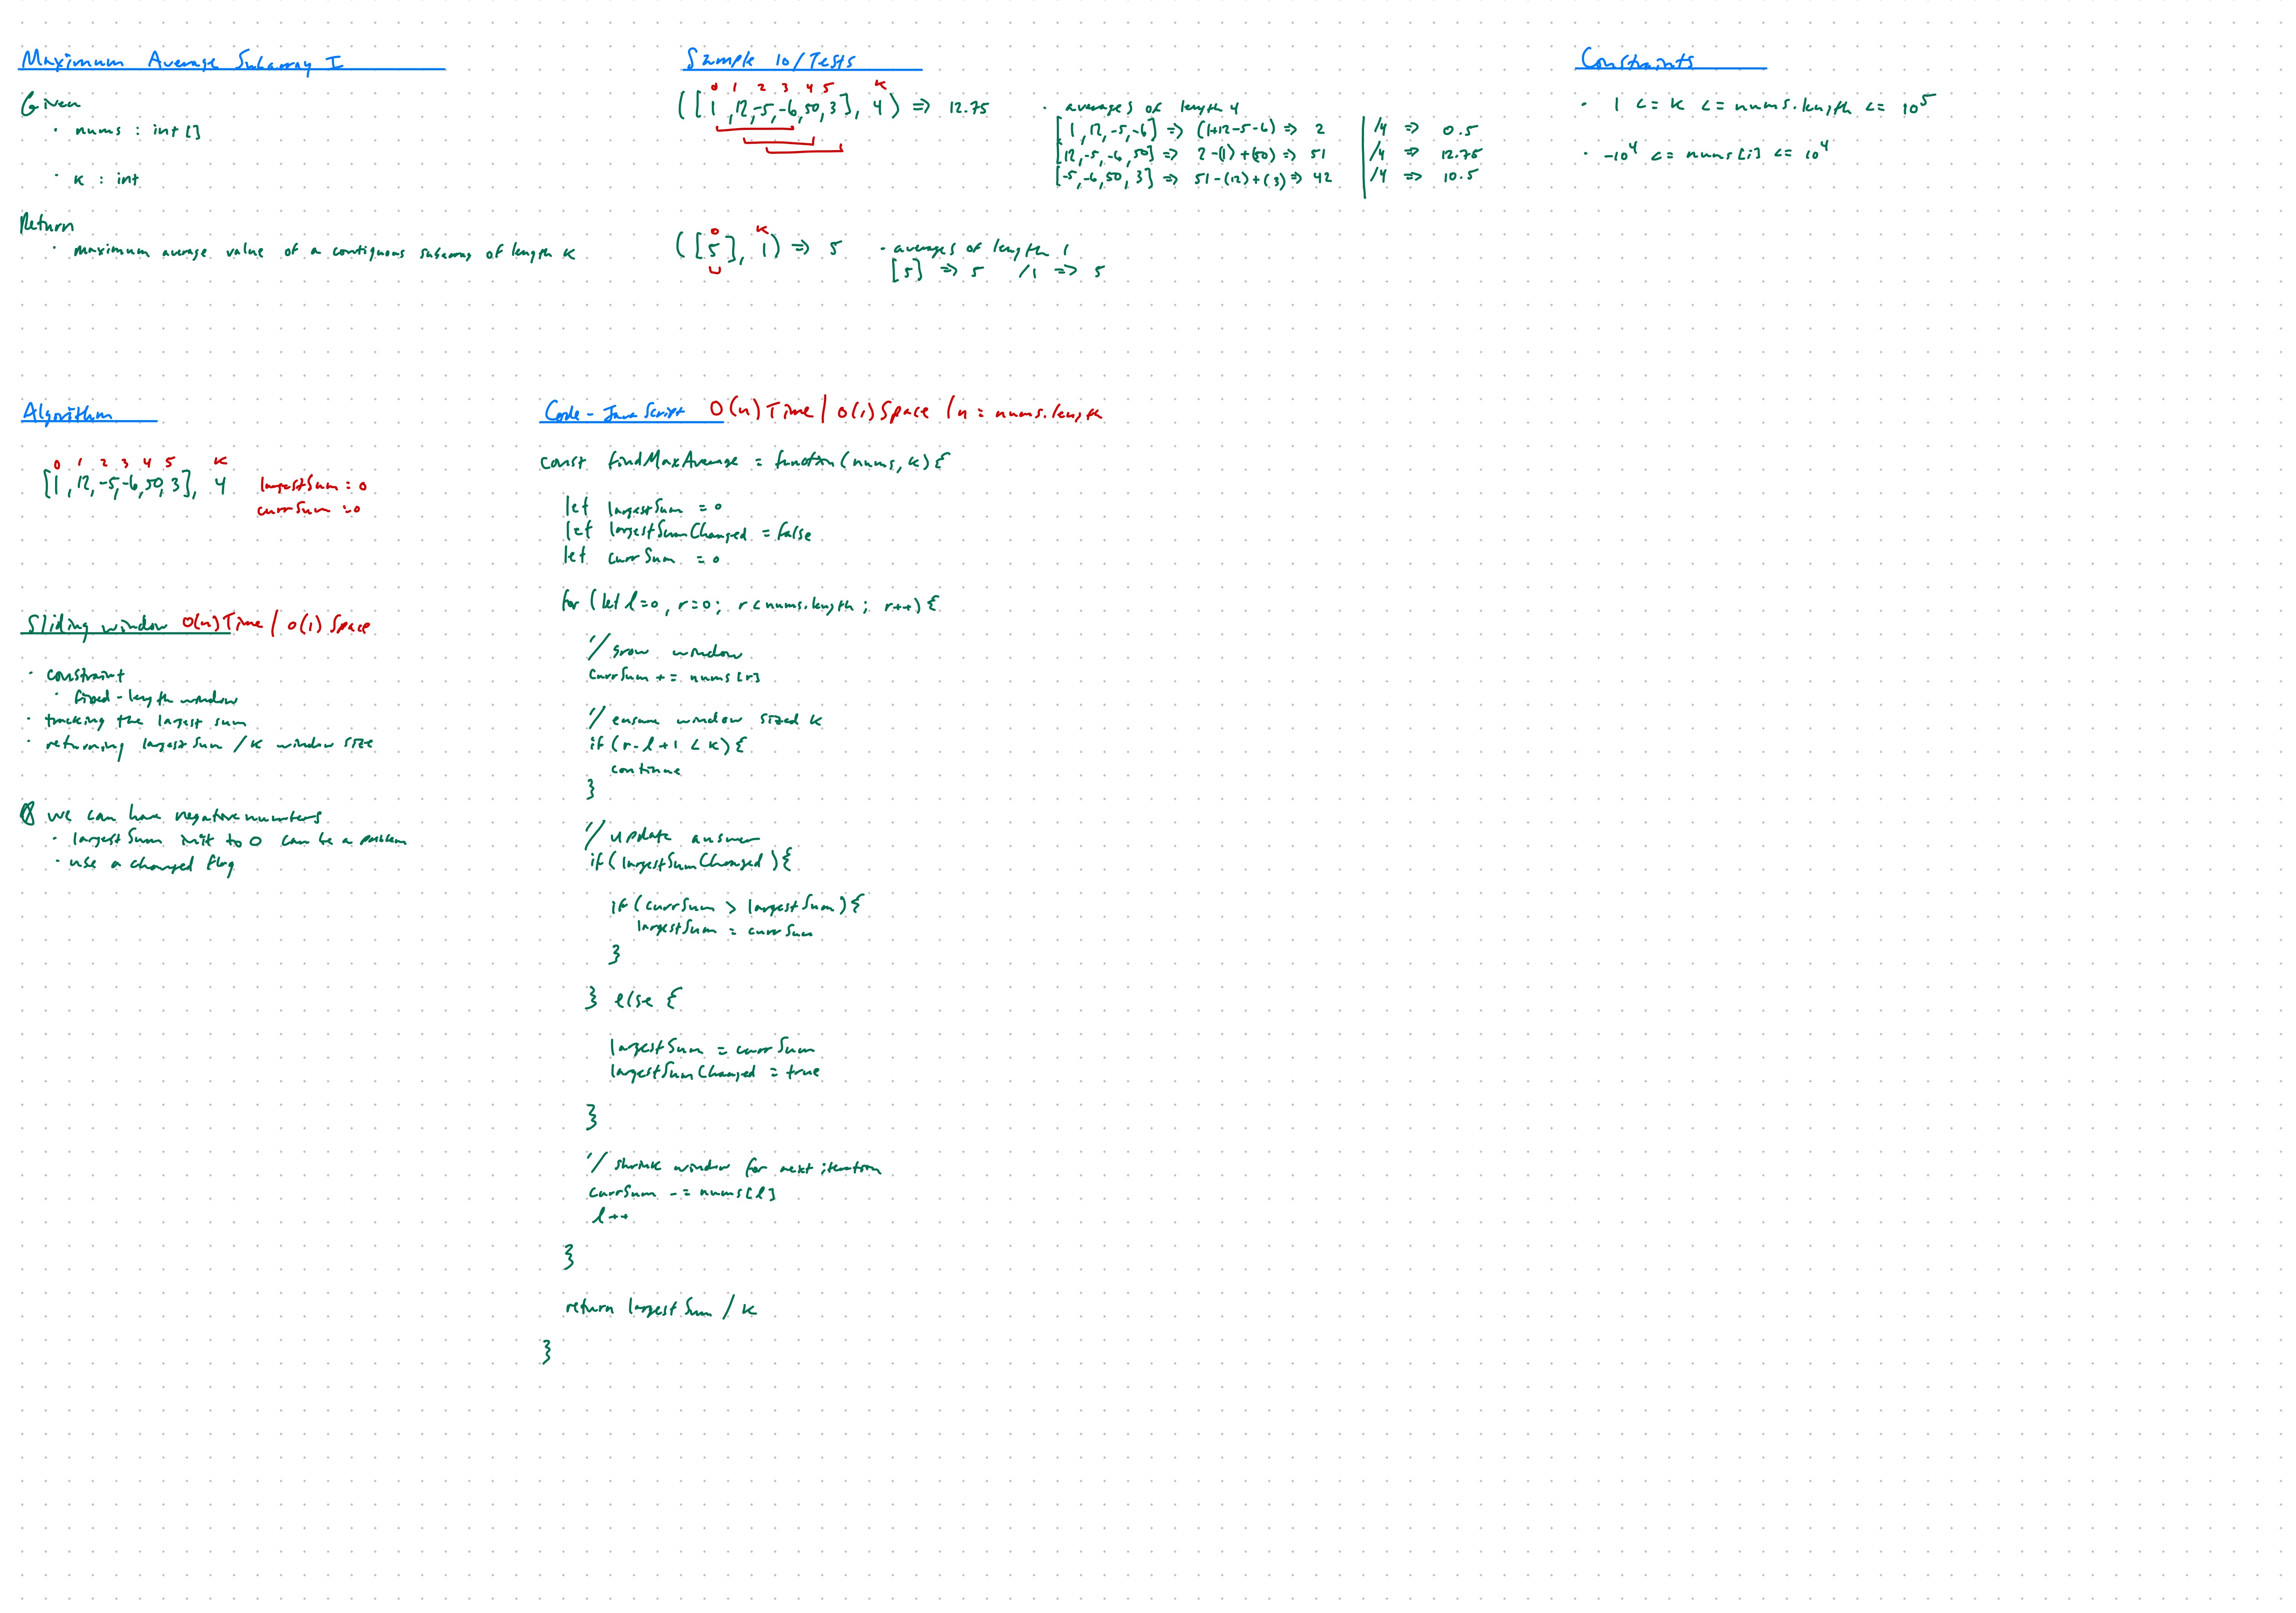 Maximum Average Subarray I
Given
· nums : int []
· k : int
Return
· maximum average value of a contiguous subarray of length k
Sample IO/Tests
0 1 2 3 4 5 k
([1, 12, -5, -6, 50, 3], 4) => 12.75
· averages of length 4
[1, 12, -5, -6] => (1+12-5-6) => 2 | /4 => 0.5
[12, -5, -6, 50] => 2-(1)+(50) => 51 | /4 => 12.75
[-5, -6, 50, 3] => 51-(12)+(3) => 42 | /4 => 10.5
0 k
([5], 1) => 5
· averages of length 1
[5] => 5 /1 => 5
Constraints
· 1 <= k <= nums.length <= 10^5
· -10^4 <= nums[i] <= 10^4
Algorithm
0 1 2 3 4 5 k
[1, 12, -5, -6, 50, 3], 4
largestSum = 0
currSum = 0
Sliding window O(n) Time / O(1) Space
· constraint
· fixed-length window
· tracking the largest sum
· returning largestSum / k window size
we can have negative numbers
· largestSum init to 0 can be a problem
· use a changed flag
Code - JavaScript O(n) Time / O(1) Space / n = nums.length
const findMaxAverage = function(nums, k) {
let largestSum = 0
let largestSumChanged = false
let currSum = 0
for (let l=0, r=0; r < nums.length; r++) {
// grow window
currSum += nums[r]
// ensure window sized k
if (r-l+1 < k) {
continue
}
// update answer
if (largestSumChanged) {
if (currSum > largestSum) {
largestSum = currSum
}
} else {
largestSum = currSum
largestSumChanged = true
}
// shrink window for next iteration
currSum -= nums[l]
l++
}
return largestSum / k
}